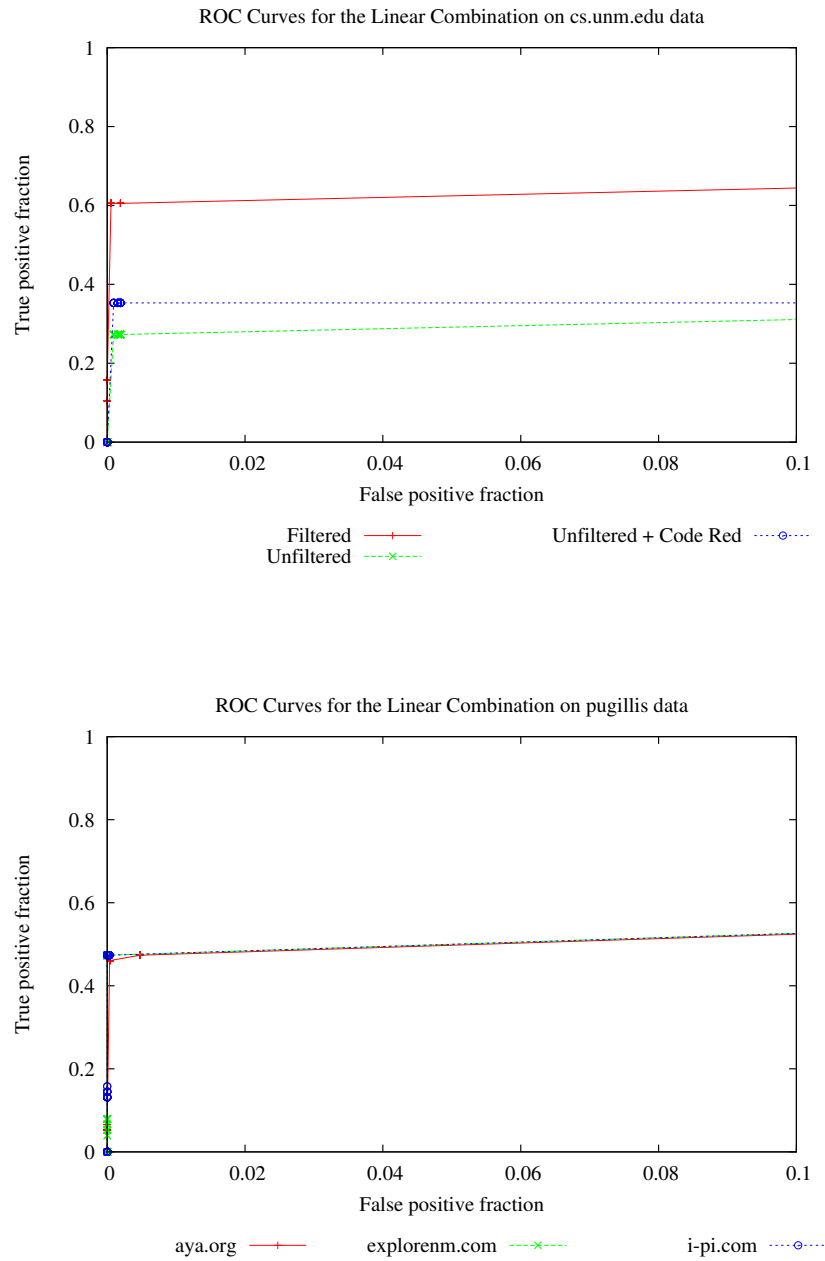 ROC Curves for the Linear Combination on cs.unm.edu data
1
0.8
0.6
0.4
0.2
0
True positive fraction
0 0.02 0.04 0.06 0.08 0.1
False positive fraction
Filtered Unfiltered + Code Red
Unfiltered
ROC Curves for the Linear Combination on pugillis data
1
0.8
0.6
0.4
0.2
0
True positive fraction
0 0.02 0.04 0.06 0.08 0.1
False positive fraction
aya.org explorenm.com i-pi.com